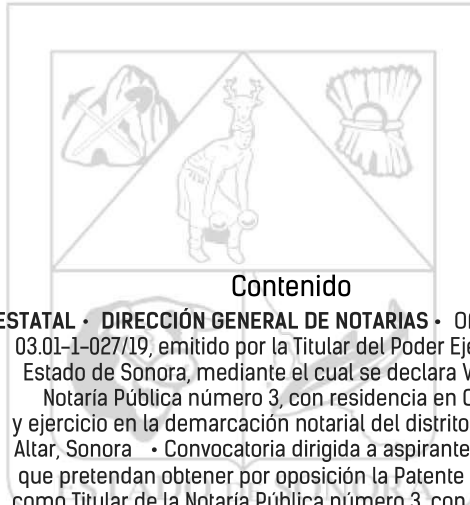 Contenido
ESTATAL • DIRECCIÓN GENERAL DE NOTARIAS •
03.01-1-027/19, emitido por la Titular del Poder
Estado de Sonora, mediante el cual se declara
Notaría Pública número 3, con residencia en
y ejercicio en la demarcación notarial del distrito
Altar, Sonora • Convocatoria dirigida a
que pretendan obtener por oposición la Patente
como Titular de la Notaría Pública número 3, con